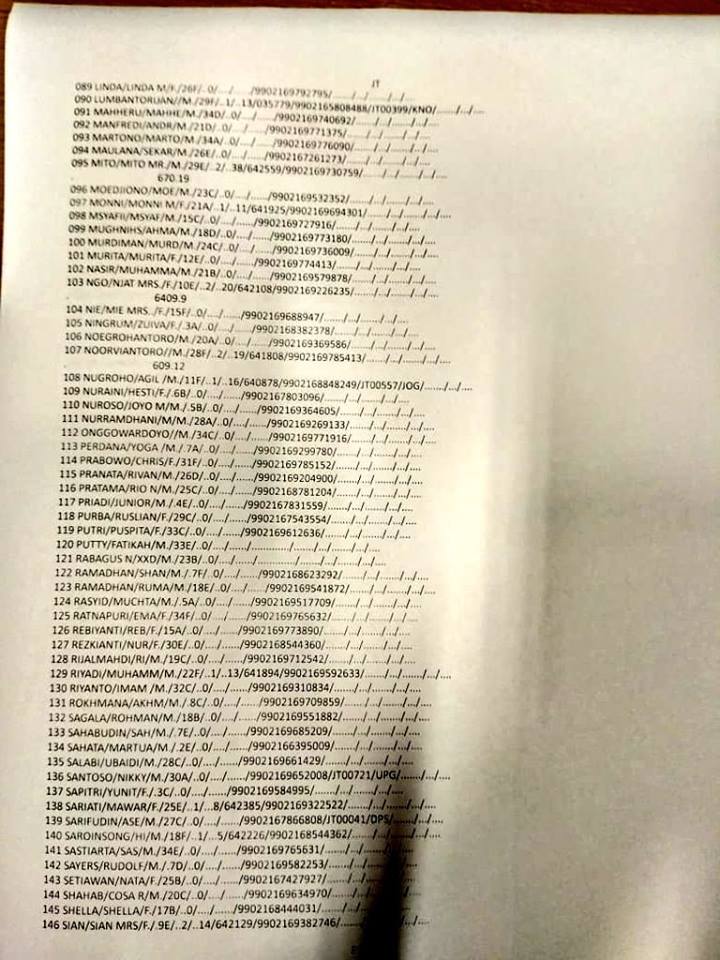 JT
089 LINDA/LINDA M/F./26F/..0/..../....../9902169792795/......./.../.../....
090 LUMBANTORUAN//M./29F/..1/..13/035779/9902165808488/JT00399/KNO/......./.../....
091 MAHHERU/MAHHE/M./34D/..0/..../....../9902169740692/......./.../.../....
092 MANFREDI/ANDR/M./21D/..0/..../....../9902169771375/......./.../.../....
093 MARTONO/MARTO/M./34A/..0/..../....../9902169776090/......./.../.../....
094 MAULANA/SEKAR/M./26E/..0/..../....../9902167261273/......./.../.../....
095 MITO/MITO MR./M./29E/..2/..38/642559/9902169730759/......./.../.../....
670.19
096 MOEDJIONO/MOE/M./23C/..0/..../....../9902169532352/......./.../.../....
097 MONNI/MONNI M/F./21A/..1/..11/641925/9902169694301/......./.../.../....
098 MSYAFII/MSYAF/M./15C/..0/..../....../9902169727916/......./.../.../....
099 MUGHNIHS/AHMA/M./18D/..0/..../....../9902169773180/......./.../.../....
100 MURDIMAN/MURD/M./24C/..0/..../....../9902169736009/......./.../.../....
101 MURITA/MURITA/F./12E/..0/..../....../9902169774413/......./.../.../....
102 NASIR/MUHAMMA/M./21B/..0/..../....../9902169579878/......./.../.../....
103 NGO/NJAT MRS./F./10E/..2/..20/642108/9902169226235/......./.../.../....
6409.9
104 NIE/MIE MRS../F./15F/..0/..../....../9902169688947/......./.../.../....
105 NINGRUM/ZUIVA/F./.3A/..0/..../....../9902168382378/......./.../.../....
106 NOEGROHANTORO/M./20A/..0/..../....../9902169369586/......./.../.../....
107 NOORVIANTORO//M./28F/..2/..19/641808/9902169785413/......./.../.../....
609.12
108 NUGROHO/AGIL /M./11F/..1/..16/640878/9902168848249/JT00557/JOG/......./.../....
109 NURAINI/HESTI/F./.6B/..0/..../....../9902167803096/......./.../.../....
110 NUROSO/JOYO M/M./.5B/..0/..../....../9902169364605/......./.../.../....
111 NURRAMDHANI/M/M./28A/..0/..../....../9902169269133/......./.../.../....
112 ONGGOWARDOYO//M./34C/..0/..../....../9902169771916/......./.../.../....
113 PERDANA/YOGA /M./.7A/..0/..../....../9902169299780/......./.../.../....
114 PRABOWO/CHRIS/F./31F/..0/..../....../9902169785152/......./.../.../....
115 PRANATA/RIVAN/M./26D/..0/..../....../9902169204900/......./.../.../....
116 PRATAMA/RIO N/M./25C/..0/..../....../9902168781204/......./.../.../....
117 PRIADI/JUNIOR/M./.4E/..0/..../....../9902167831559/......./.../.../....
118 PURBA/RUSLIAN/F./29C/..0/..../....../9902167543554/......./.../.../....
119 PUTRI/PUSPITA/F./33C/..0/..../....../9902169612636/......./.../.../....
120 PUTTY/FATIKAH/M./33E/..0/..../....../............./......./.../.../....
121 RABAGUS N/XXD/M./23B/..0/..../....../............./......./.../.../....
122 RAMADHAN/SHAN/M./.7F/..0/..../....../9902168623292/......./.../.../....
123 RAMADHAN/RUMA/M./18E/..0/..../....../9902169541872/......./.../.../....
124 RASYID/MUCHTA/M./.5A/..0/..../....../9902169517709/......./.../.../....
125 RATNAPURI/EMA/F./34F/..0/..../....../9902169765632/......./.../.../....
126 REBIYANTI/REB/F./15A/..0/..../....../9902169773890/......./.../.../....
127 REZKIANTI/NUR/F./30E/..0/..../....../9902168544360/......./.../.../....
128 RIJALMAHDI/RI/M./19C/..0/..../....../9902169712542/......./.../.../....
129 RIYADI/MUHAMM/M./22F/..1/..13/641894/9902169592633/......./.../.../....
130 RIYANTO/IMAM /M./32C/..0/..../....../9902169310834/......./.../.../....
131 ROKHMANA/AKHM/M./.8C/..0/..../....../9902169709859/......./.../.../....
132 SAGALA/ROHMAN/M./18B/..0/..../....../9902169551882/......./.../.../....
133 SAHABUDIN/SAH/M./.7E/..0/..../....../9902169685209/......./.../.../....
134 SAHATA/MARTUA/M./.2E/..0/..../....../9902166395009/......./.../.../....
135 SALABI/UBAIDI/M./28C/..0/..../....../9902169661429/......./.../.../....
136 SANTOSO/NIKKY/M./30A/..0/..../....../9902169652008/JT00721/UPG/......./.../....
137 SAPITRI/YUNIT/F./.3C/..0/..../....../9902169584995/......./.../.../....
138 SARIATI/MAWAR/F./25E/..1/...8/642385/9902169322522/......./.../.../....
139 SARIFUDIN/ASE/M./27C/..0/..../....../9902167866808/JT00041/DPS/......./.../....
140 SAROINSONG/HI/M./18F/..1/...5/642226/9902168544362/......./.../.../....
141 SASTIARTA/SAS/M./34E/..0/..../....../9902169765631/......./.../.../....
142 SAYERS/RUDOLF/M./.7D/..0/..../....../9902169582253/......./.../.../....
143 SETIAWAN/NATA/F./25B/..0/..../....../9902167427927/......./.../.../....
144 SHAHAB/COSA R/M./20C/..0/..../....../9902169634970/......./.../.../....
145 SHELLA/SHELLA/F./17B/..0/..../....../9902168444031/......./.../.../....
146 SIAN/SIAN MRS/F./.9E/..2/..14/642129/9902169382746/......./.../.../....